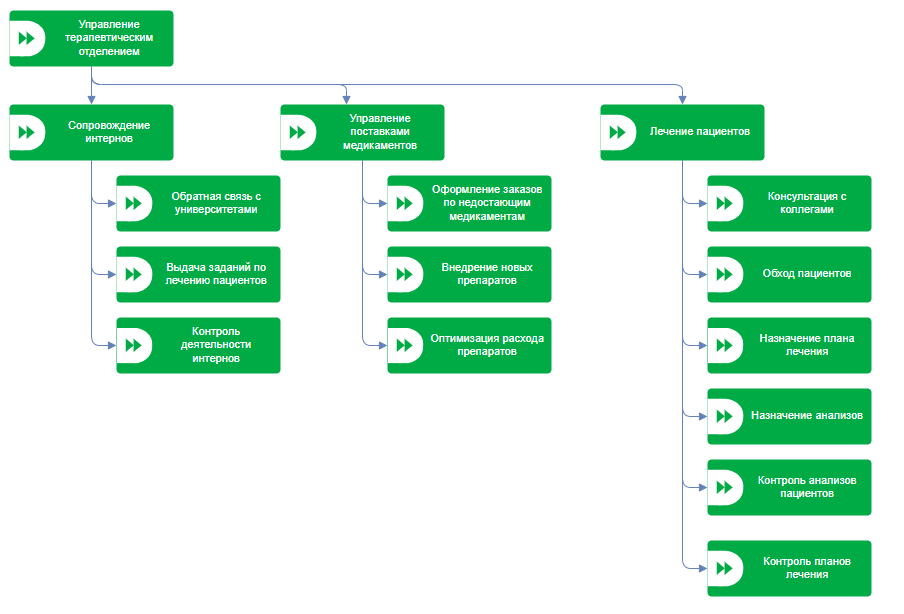 Управление
терапевтическим
отделением
Сопровождение
интернов
Управление
поставками
медикаментов
Лечение пациентов
Обратная связь с
университетами
Выдача заданий по
лечению пациентов
Контроль
деятельности
интернов
Оформление заказов
по недостающим
медикаментам
Внедрение новых
препаратов
Оптимизация расхода
препаратов
Консультация с
коллегами
Обход пациентов
Назначение плана
лечения
Назначение анализов
Контроль анализов
пациентов
Контроль планов
лечения